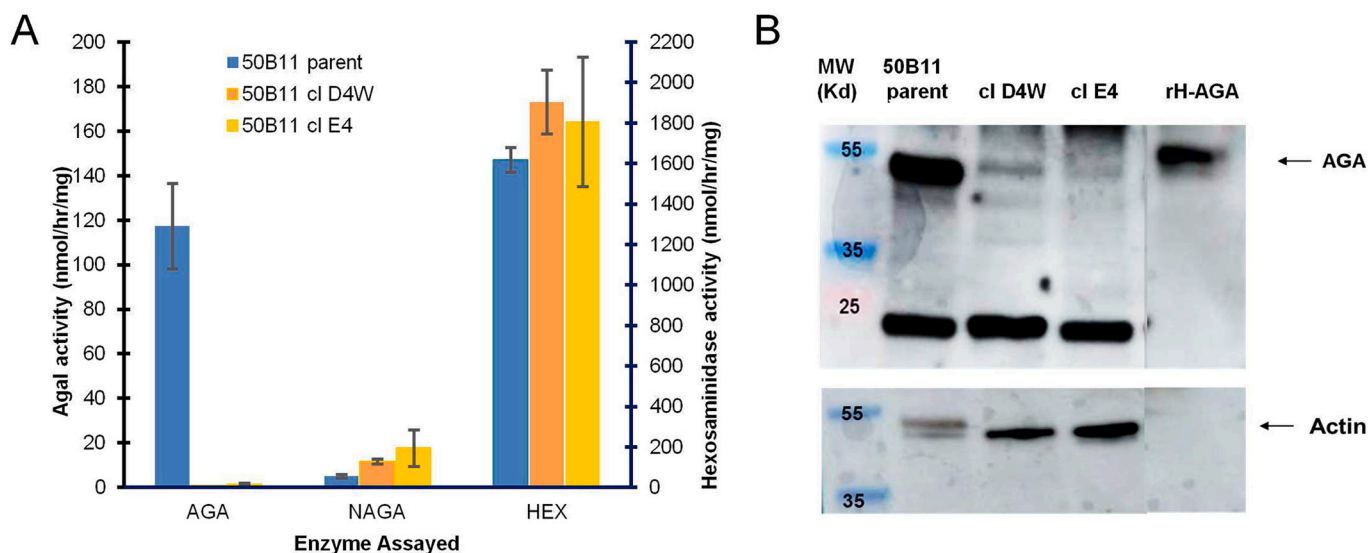 A
Agal activity (nmol/hr/mg)
200
180
160
140
120
100
80
60
40
20
0
50B11 parent
50B11 cl D4W
50B11 cl E4
2200
2000
1800
1600
1400
1200
1000
800
600
400
200
0
Hexosaminidase activity (nmol/hr/mg)
AGA NAGA HEX
Enzyme Assayed
B
MW
(Kd)
50B11
parent
cl D4W
cl E4
rH-AGA
55
35
25
AGA
55
35
Actin